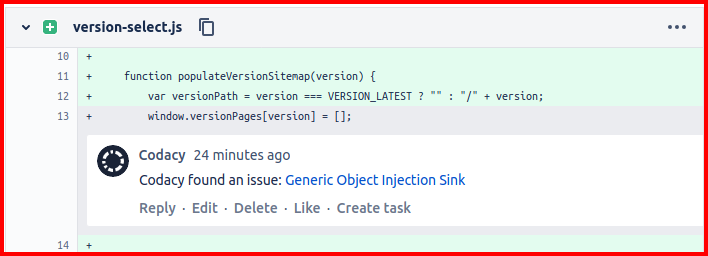 version-select.js
10 +
11 + function populateVersionSitemap(version) {
12 + var versionPath = version === VERSION_LATEST ? "" : "/" + version;
13 + window.versionPages[version] = [];
Codacy 24 minutes ago
Codacy found an issue: Generic Object Injection Sink
Reply · Edit · Delete · Like · Create task
14 +